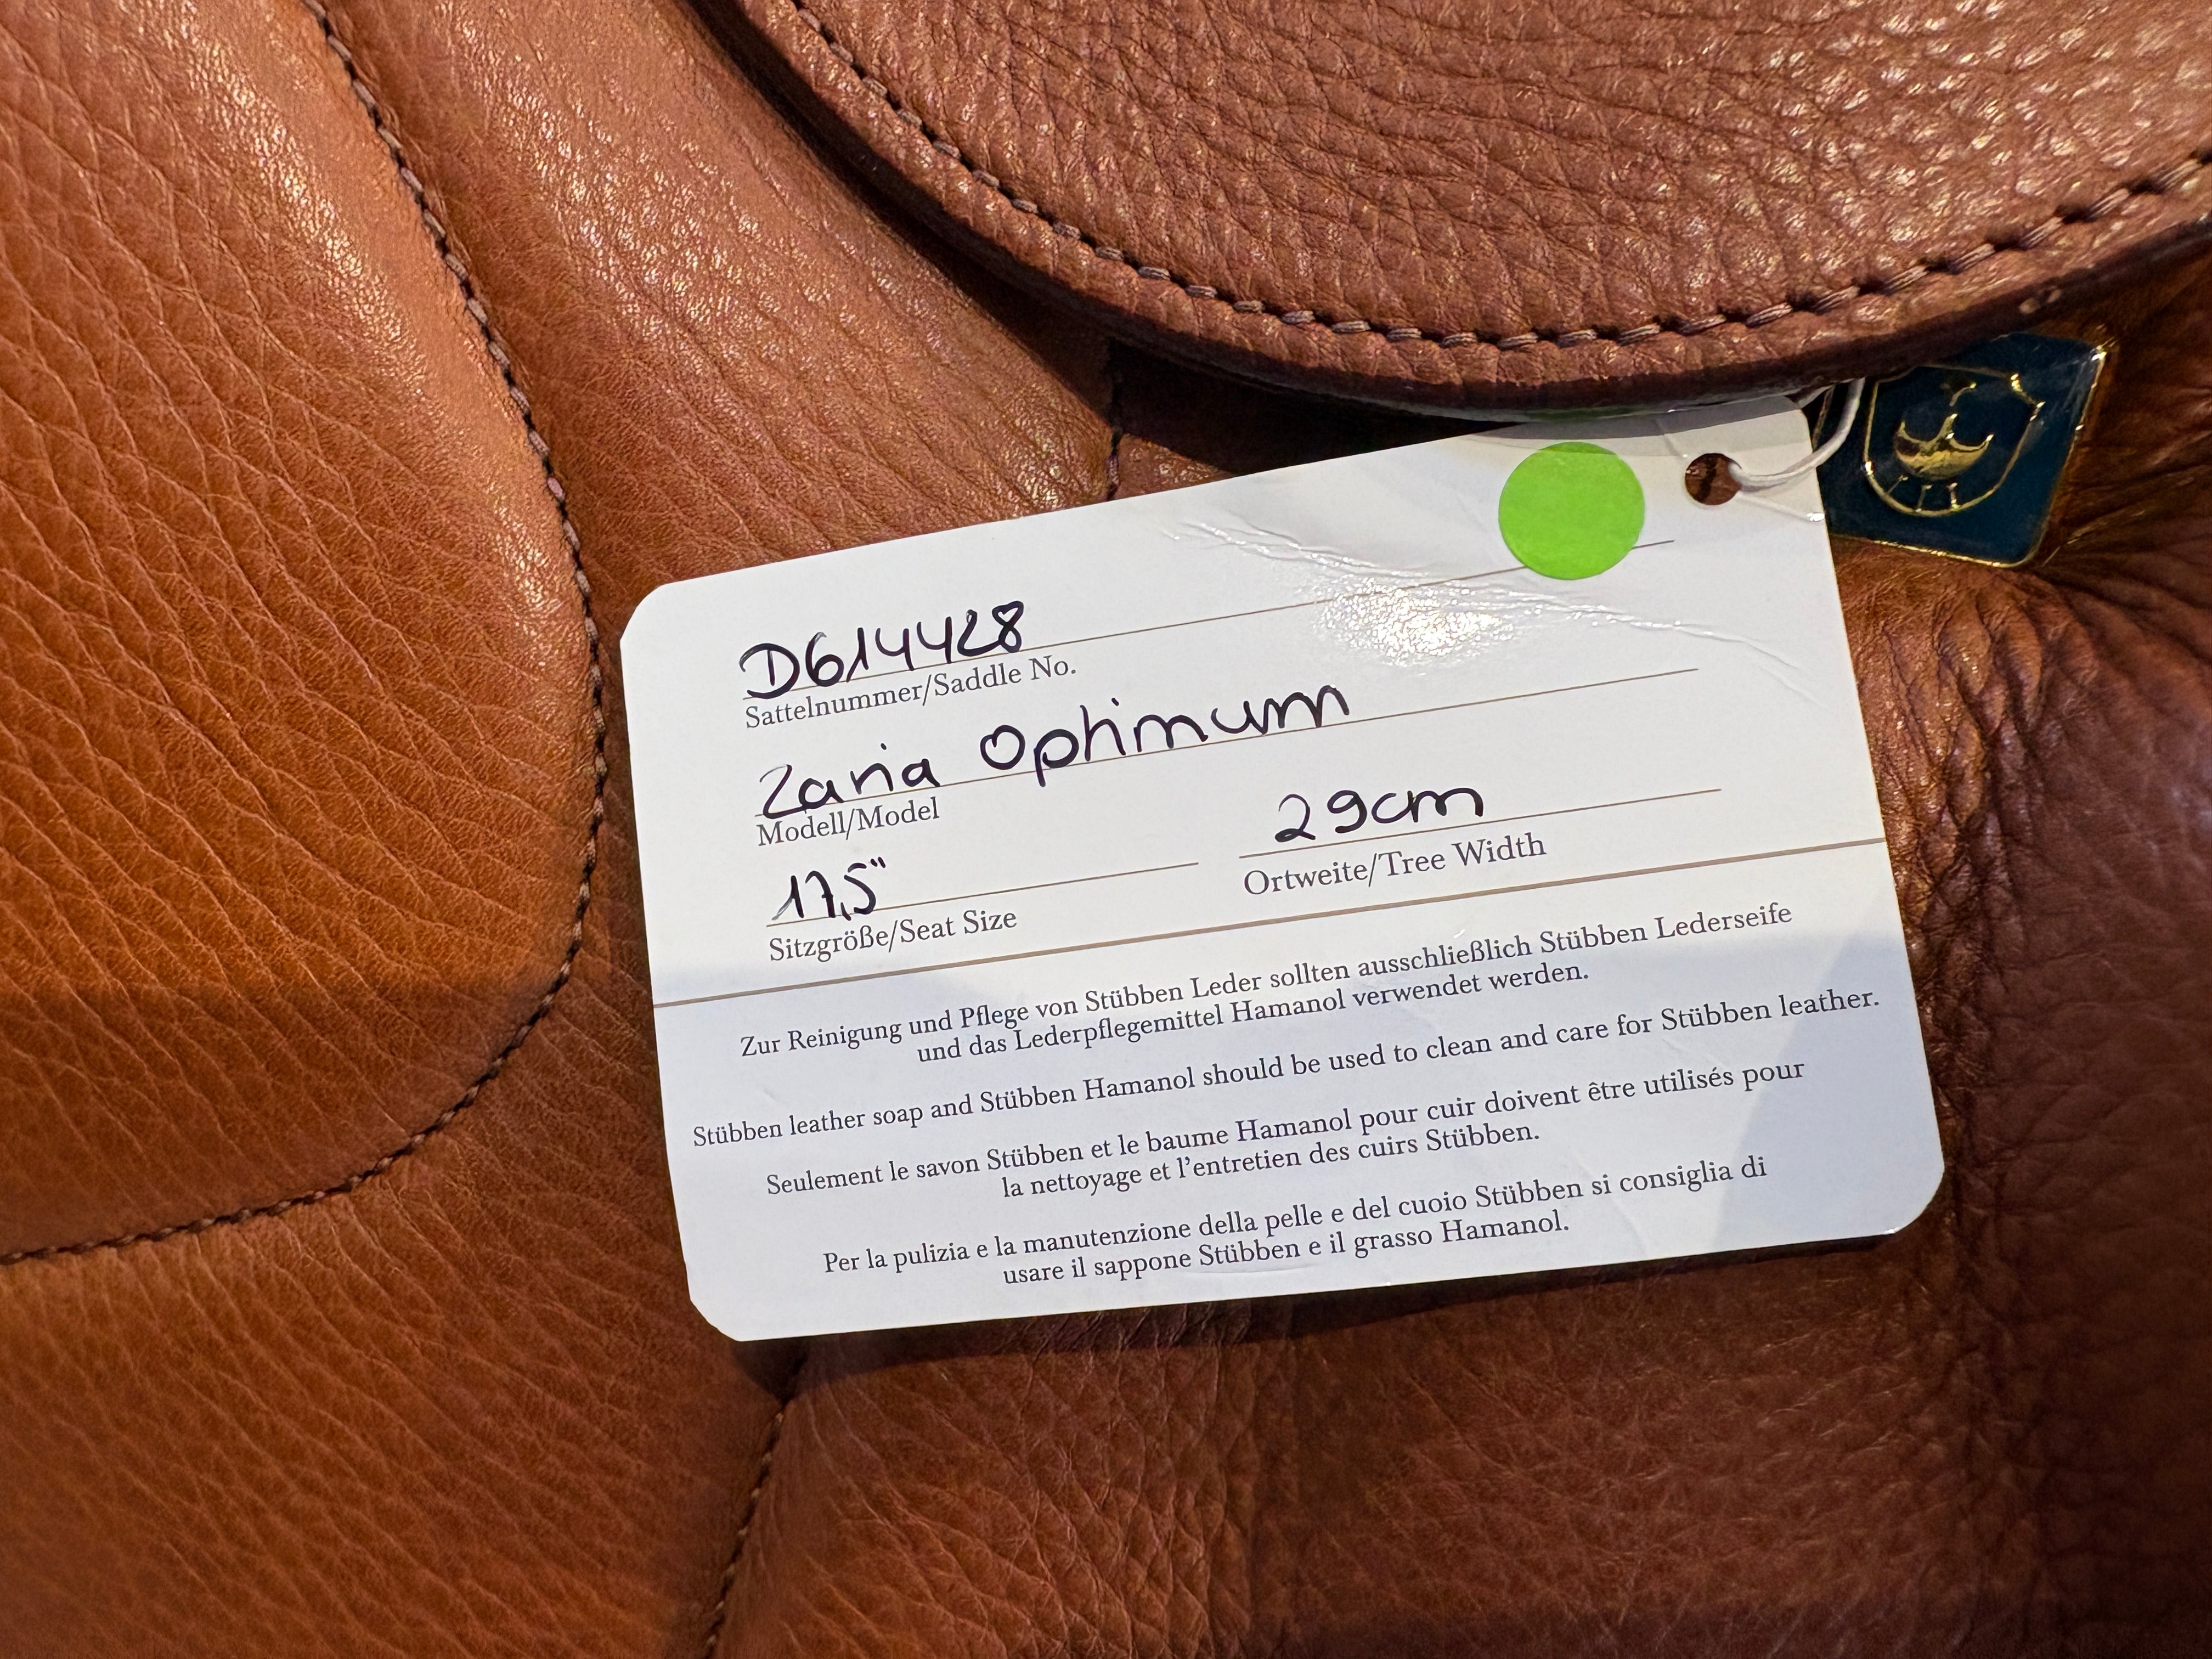 D614428
Sattelnummer/Saddle No.
Zaria Optimum
Modell/Model
17,5" 29cm
Sitzgröße/Seat Size Ortweite/Tree Width
Zur Reinigung und Pflege von Stübben Leder sollten ausschließlich Stübben Lederseife
und das Lederpflegemittel Hamanol verwendet werden.
Stübben leather soap and Stübben Hamanol should be used to clean and care for Stübben leather.
Seulement le savon Stübben et le baume Hamanol pour cuir doivent être utilisés pour
la nettoyage et l'entretien des cuirs Stübben.
Per la pulizia e la manutenzione della pelle e del cuoio Stübben si consiglia di
usare il sappone Stübben e il grasso Hamanol.